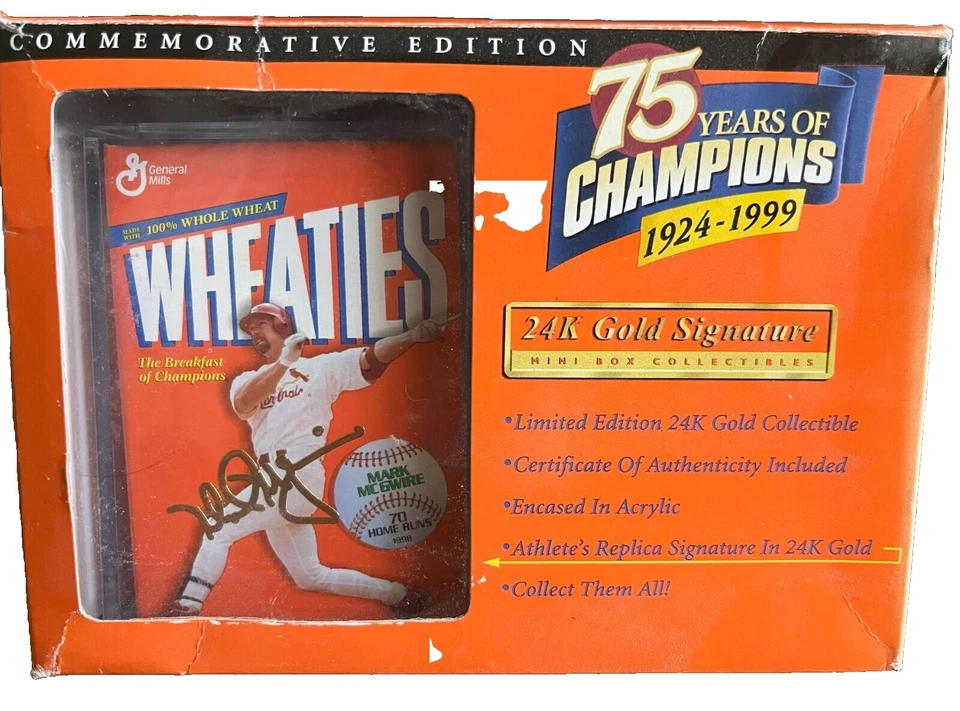 COMMEMORATIVE EDITION
75
YEARS OF
CHAMPIONS
1924-1999
General
Mills
MADE
WITH
100% WHOLE WHEAT
WHEATIES
The Breakfast
of Champions
Cardinals
MARK
MCGWIRE
70
HOME RUNS
1998
24K Gold Signature
MINI BOX COLLECTIBLES
•Limited Edition 24K Gold Collectible
•Certificate Of Authenticity Included
•Encased In Acrylic
•Athlete's Replica Signature In 24K Gold
•Collect Them All!